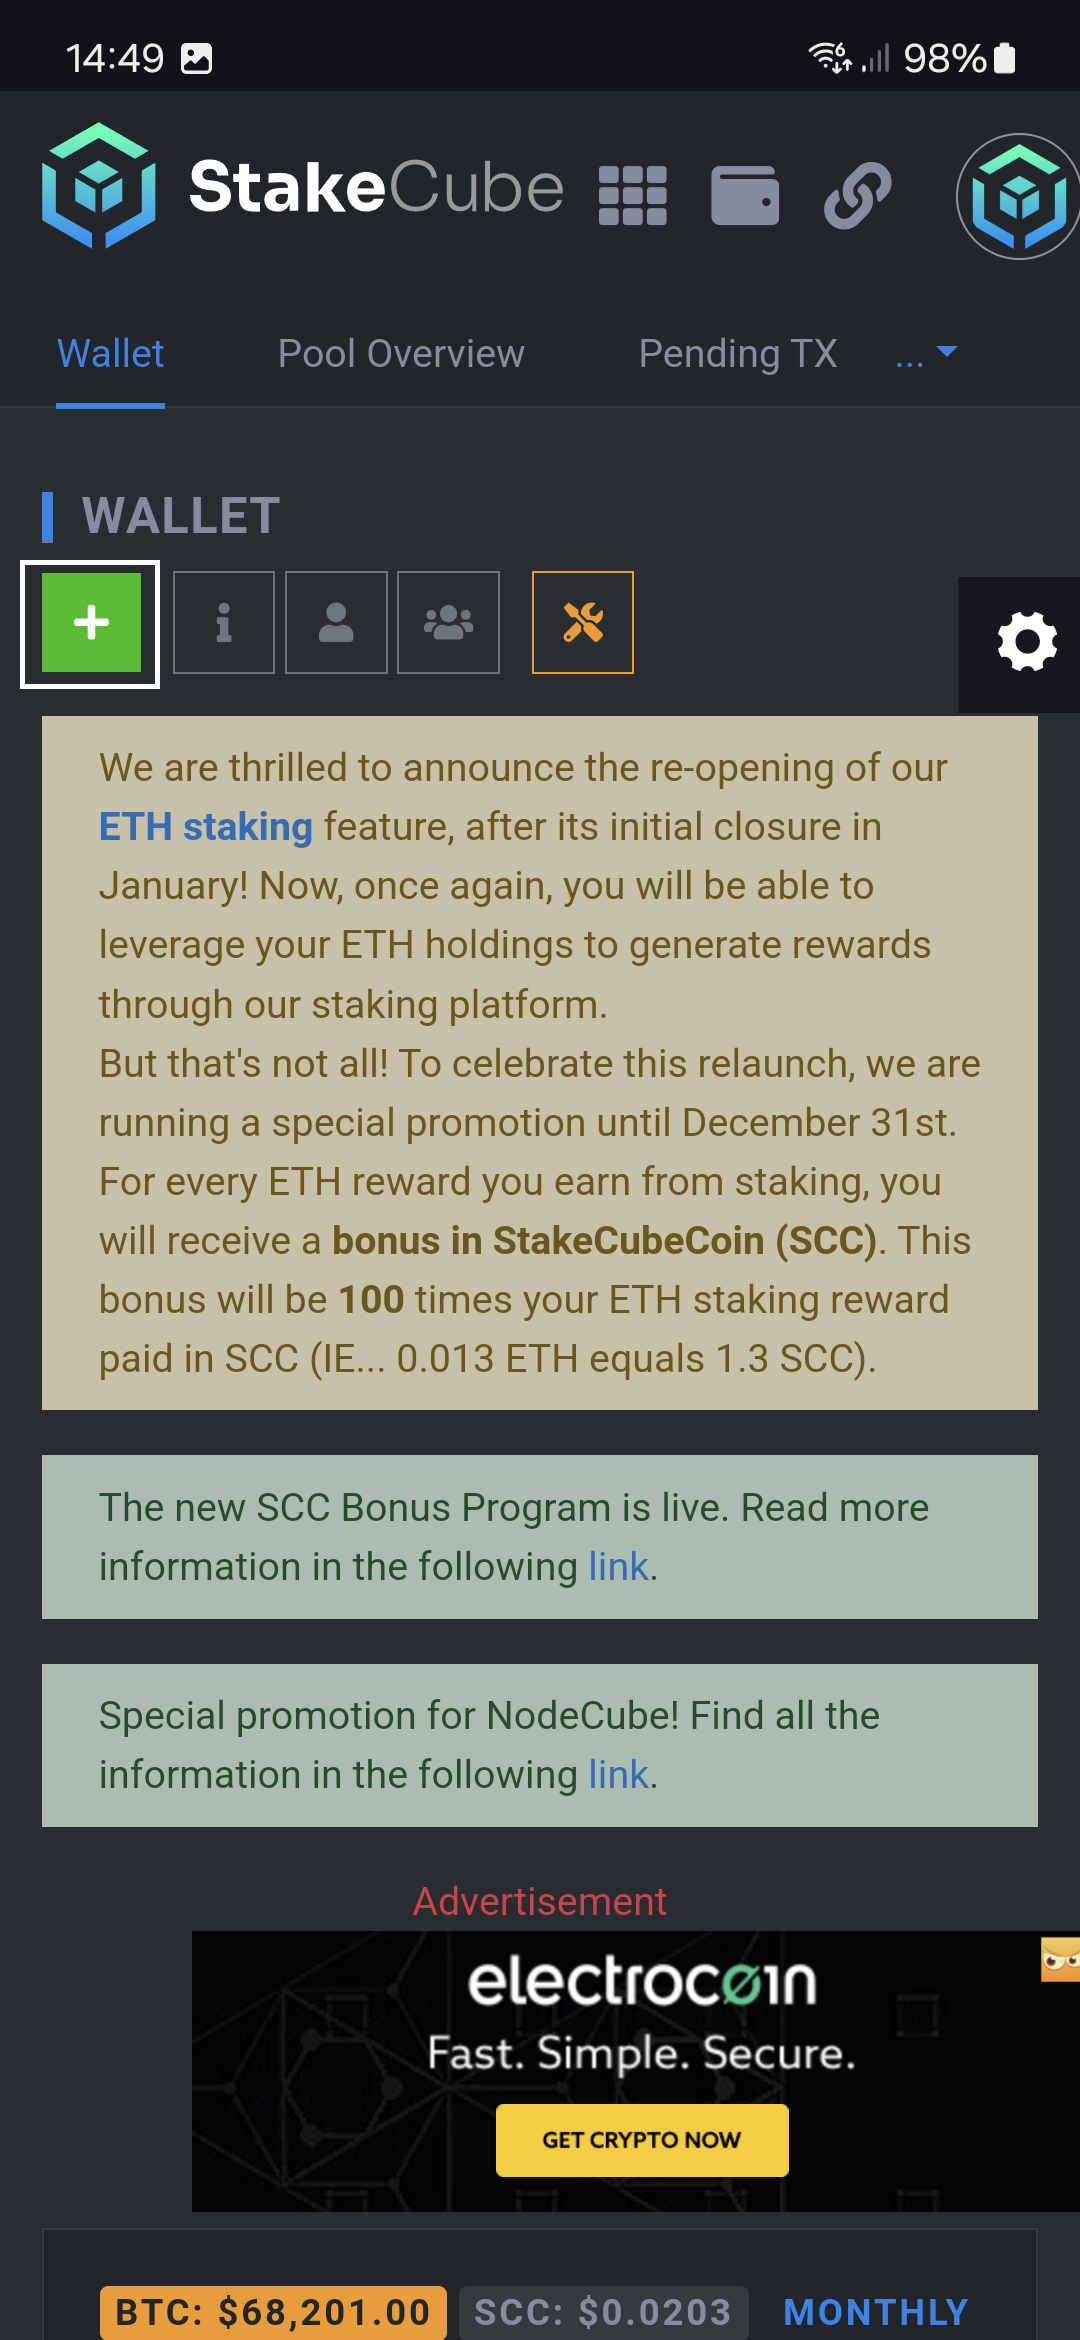 14:49 98%
StakeCube
Wallet Pool Overview Pending TX ...
WALLET
We are thrilled to announce the re-opening of our
ETH staking feature, after its initial closure in
January! Now, once again, you will be able to
leverage your ETH holdings to generate rewards
through our staking platform.
But that's not all! To celebrate this relaunch, we are
running a special promotion until December 31st.
For every ETH reward you earn from staking, you
will receive a bonus in StakeCubeCoin (SCC). This
bonus will be 100 times your ETH staking reward
paid in SCC (IE... 0.013 ETH equals 1.3 SCC).
The new SCC Bonus Program is live. Read more
information in the following link.
Special promotion for NodeCube! Find all the
information in the following link.
Advertisement
electrocøin
Fast. Simple. Secure.
GET CRYPTO NOW
BTC: $68,201.00 SCC: $0.0203 MONTHLY